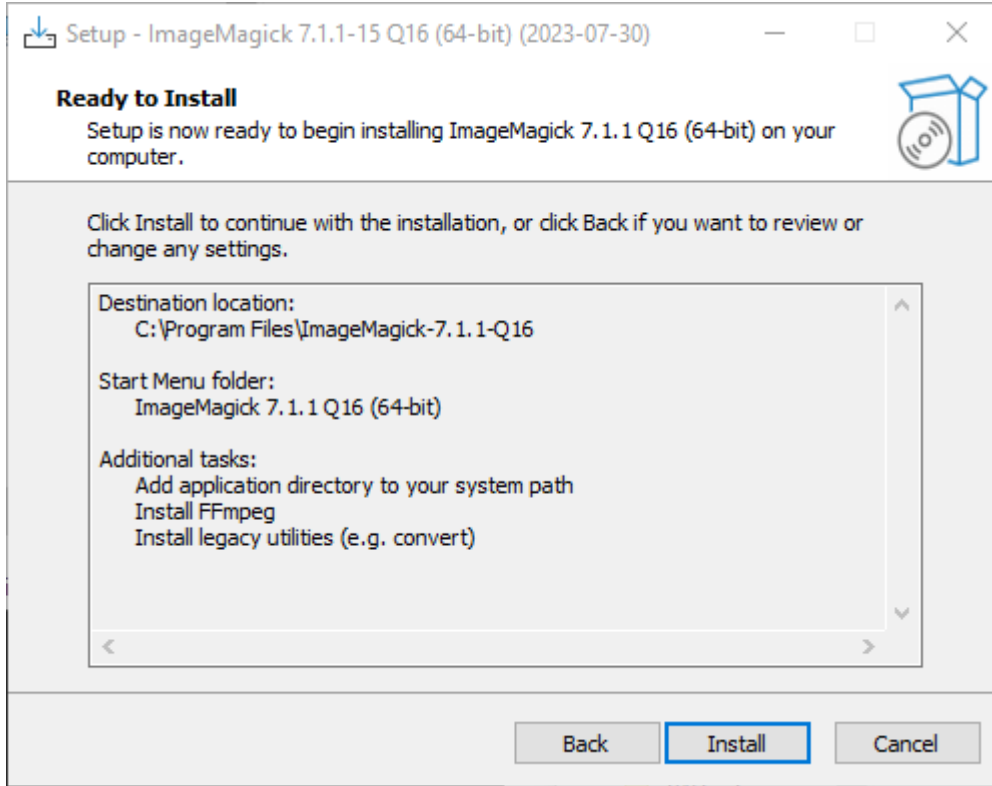 Setup - ImageMagick 7.1.1-15 Q16 (64-bit) (2023-07-30)
Ready to Install
Setup is now ready to begin installing ImageMagick 7.1.1 Q16 (64-bit) on your
computer.
Click Install to continue with the installation, or click Back if you want to review or
change any settings.
Destination location:
C:\Program Files\ImageMagick-7.1.1-Q16
Start Menu folder:
ImageMagick 7.1.1 Q16 (64-bit)
Additional tasks:
Add application directory to your system path
Install FFmpeg
Install legacy utilities (e.g. convert)
Back
Install
Cancel